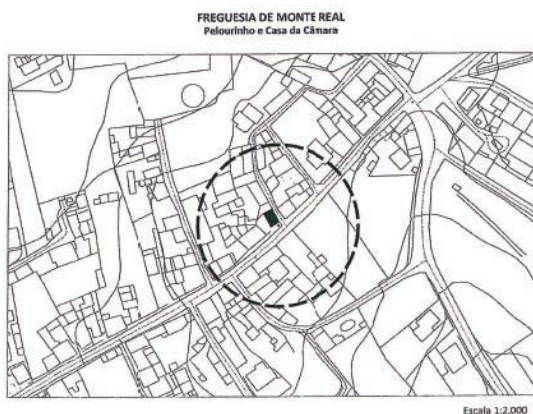 FREGUESIA DE MONTE REAL
Pelourinho e Casa da Câmara
Escala 1:2.000